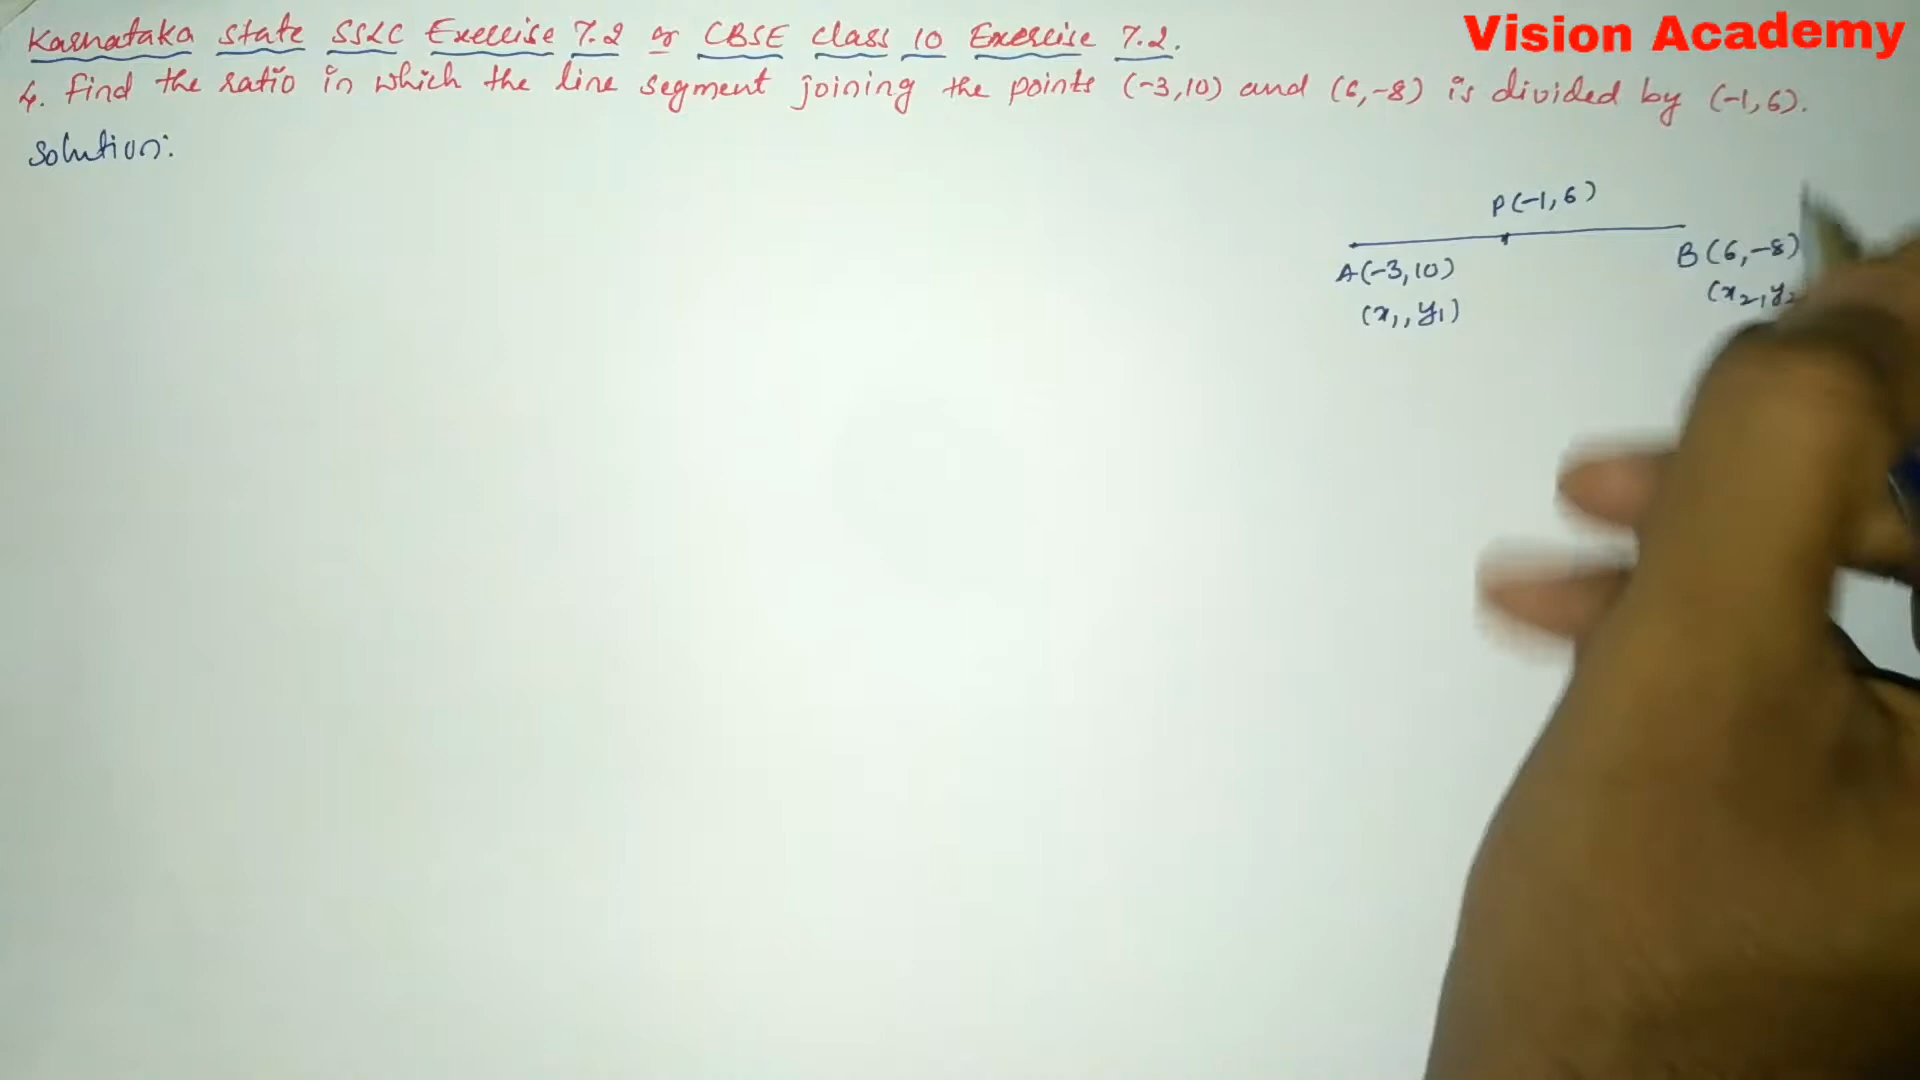 Vision Academy
Karnataka state SSLC Exercise 7.2 or CBSE class 10 Exercise 7.2.
4. Find the ratio in which the line segment joining the points (-3,10) and (6,-8) is divided by (-1,6).
Solution:
P(-1,6)
A(-3,10)
B(6,-8)
(x₁,y₁)
(x₂,y₂